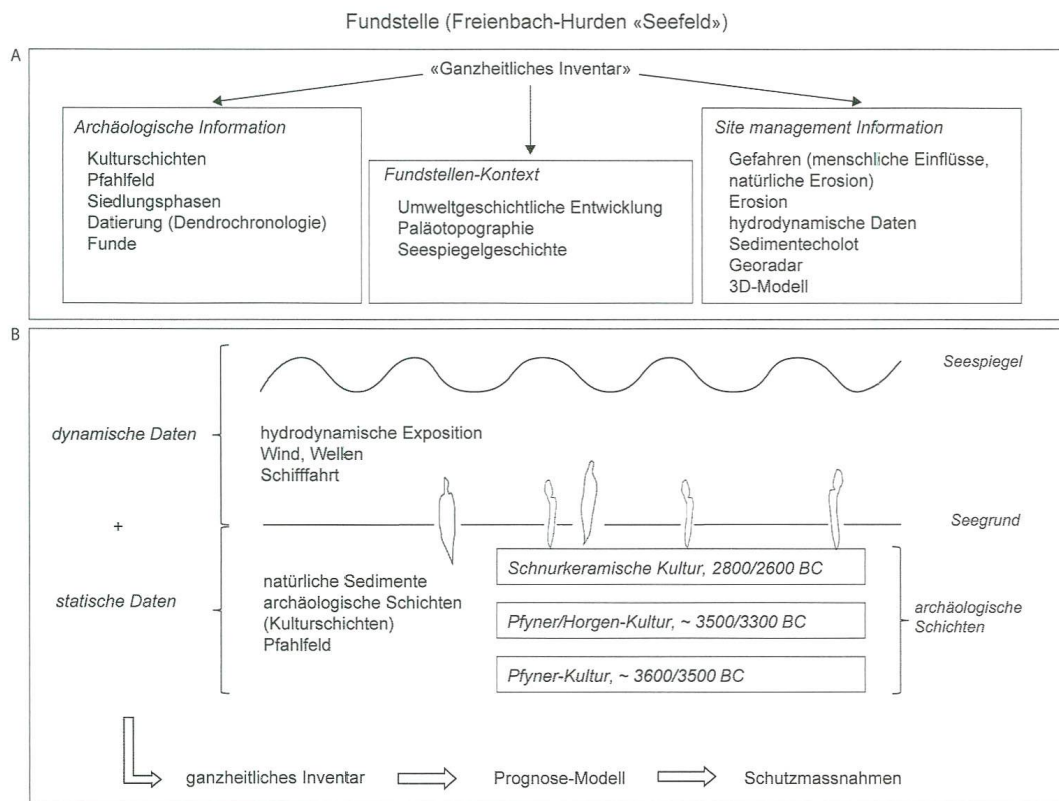 Fundstelle (Freienbach-Hurden «Seefeld»)
A
«Ganzheitliches Inventar»
Archäologische Information
Kulturschichten
Pfahlfeld
Siedlungsphasen
Datierung (Dendrochronologie)
Funde
Fundstellen-Kontext
Umweltgeschichtliche Entwicklung
Paläotopographie
Seespiegelgeschichte
Site management Information
Gefahren (menschliche Einflüsse,
natürliche Erosion)
Erosion
hydrodynamische Daten
Sedimentecholot
Georadar
3D-Modell
B
Seespiegel
dynamische Daten
hydrodynamische Exposition
Wind, Wellen
Schifffahrt
+
Seegrund
statische Daten
natürliche Sedimente
archäologische Schichten
(Kulturschichten)
Pfahlfeld
Schnurkeramische Kultur, 2800/2600 BC
Pfyner/Horgen-Kultur, ~ 3500/3300 BC
Pfyner-Kultur, ~ 3600/3500 BC
archäologische
Schichten
ganzheitliches Inventar
Prognose-Modell
Schutzmassnahmen